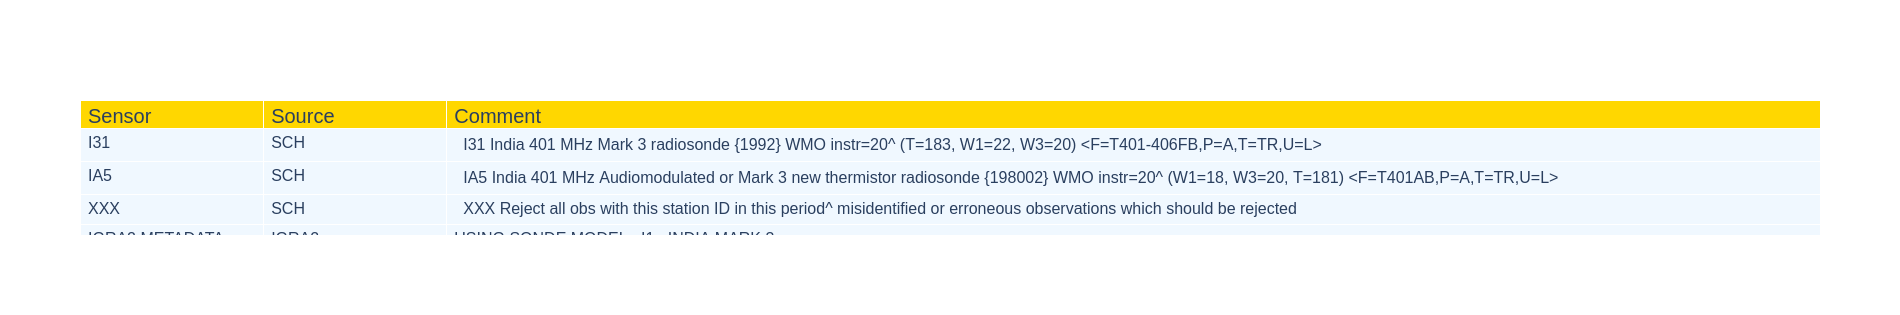 Sensor Source Comment
I31 SCH I31 India 401 MHz Mark 3 radiosonde {1992} WMO instr=20^ (T=183, W1=22, W3=20) <F=T401-406FB,P=A,T=TR,U=L>
IA5 SCH IA5 India 401 MHz Audiomodulated or Mark 3 new thermistor radiosonde {198002} WMO instr=20^ (W1=18, W3=20, T=181) <F=T401AB,P=A,T=TR,U=L>
XXX SCH XXX Reject all obs with this station ID in this period^ misidentified or erroneous observations which should be rejected